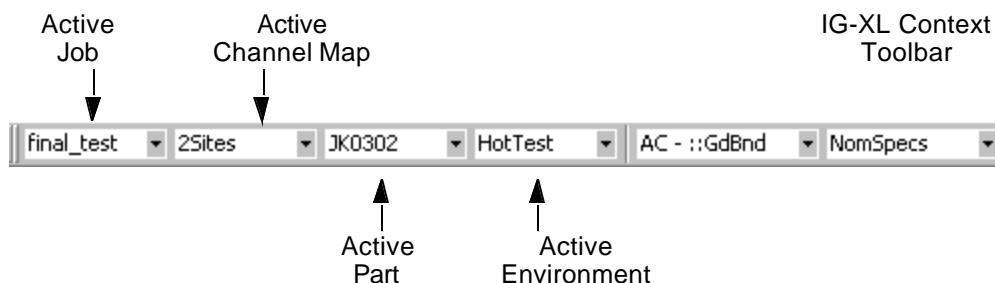 Active
Job
Active
Channel Map
IG-XL Context
Toolbar
final_test 2Sites JK0302 HotTest AC - ::GdBnd NomSpecs
Active
Part
Active
Environment